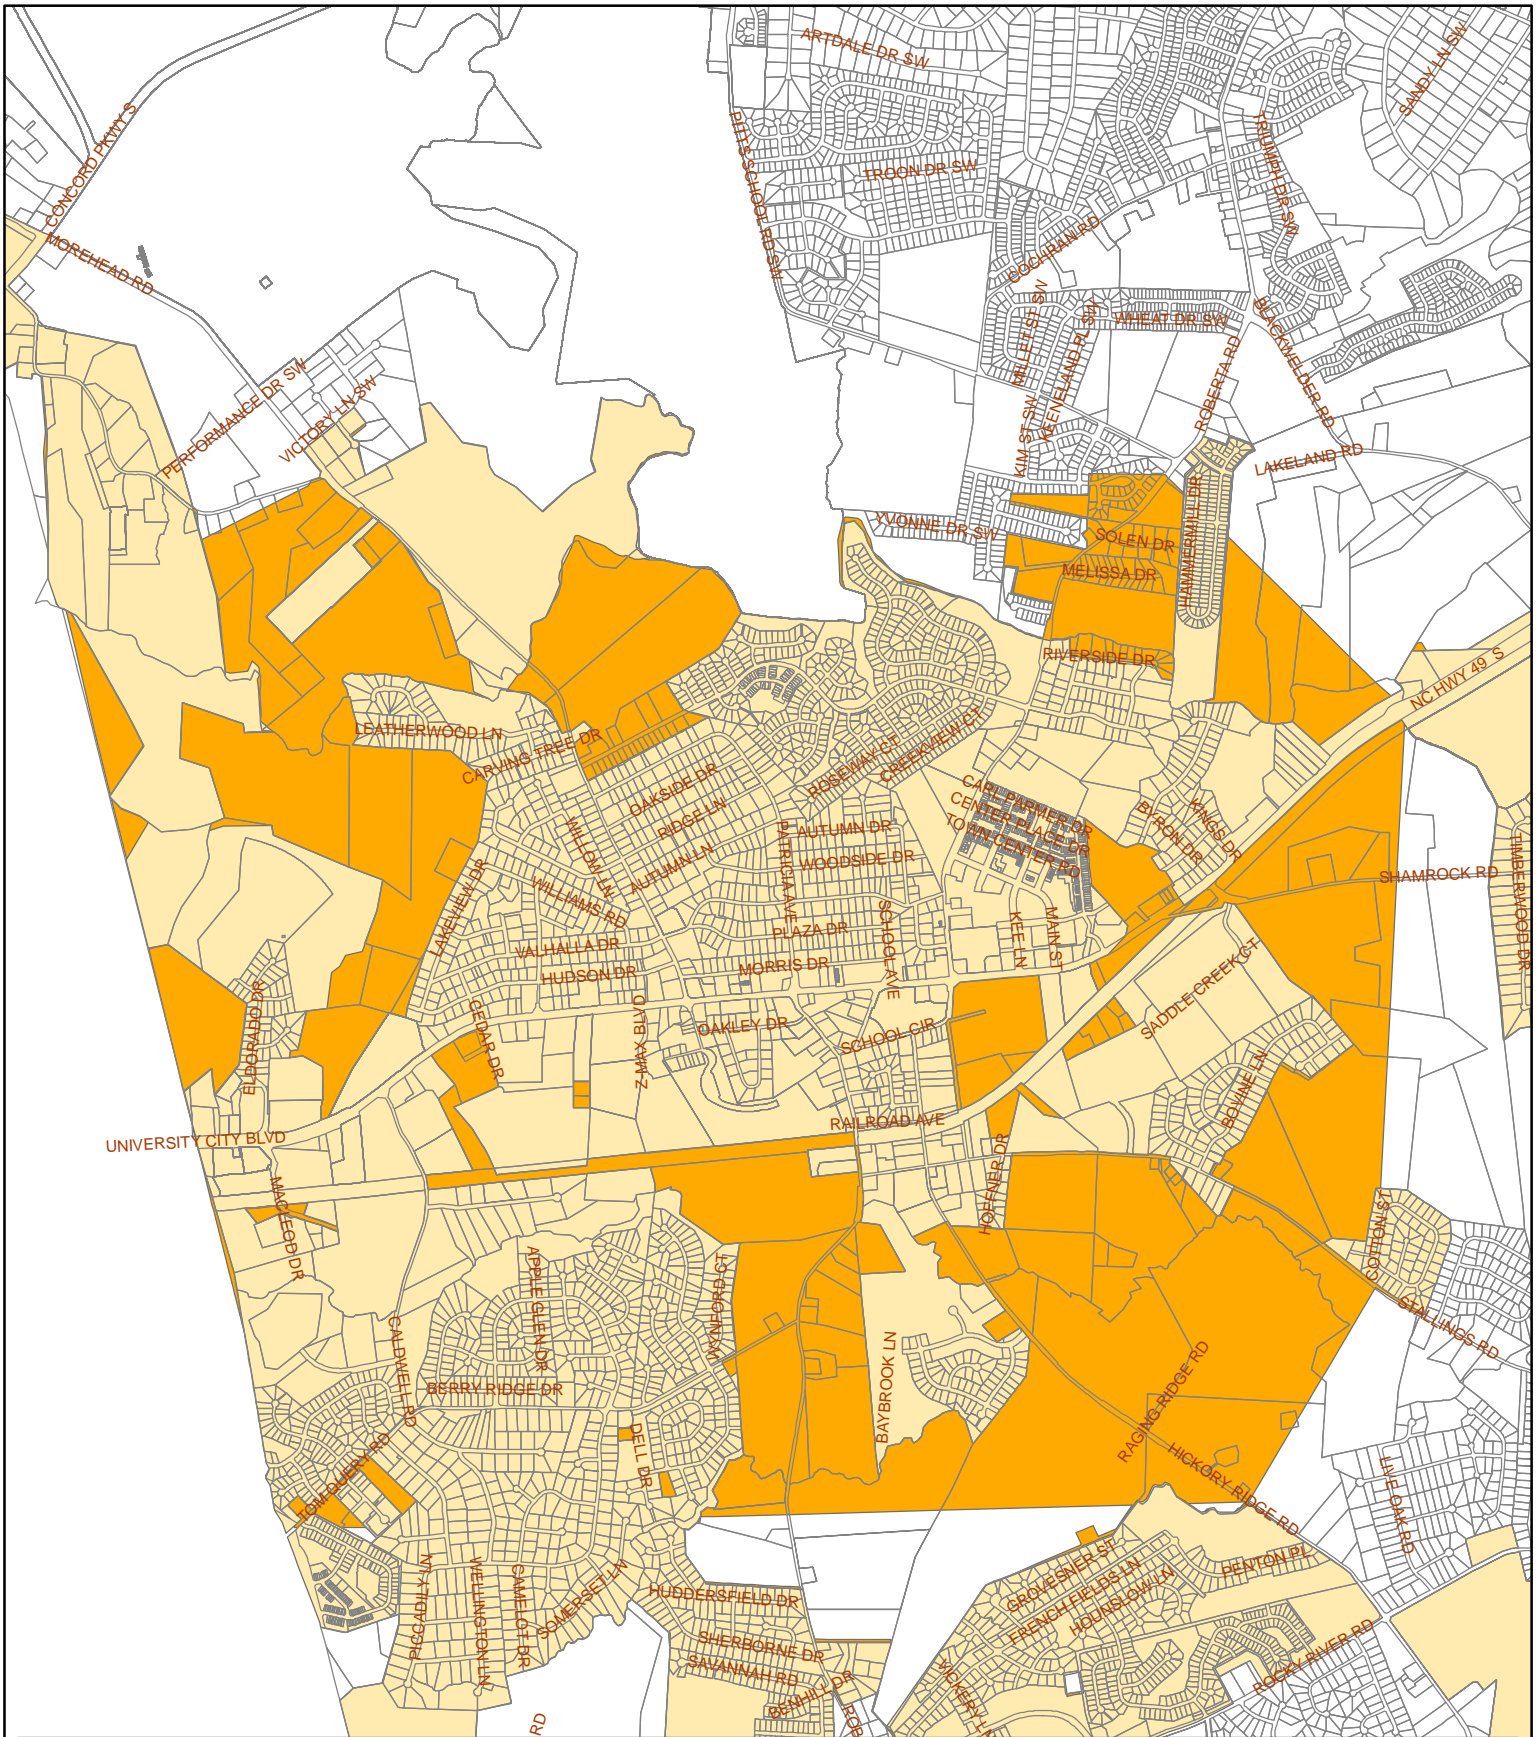 ARTDALE DR SW
SANDY LN SW
CONCORD PKWY S
PITTS SCHOOL RD SW
TRIUMPH DR SW
TROON DR SW
MOREHEAD RD
COCHRAN RD
MILLET ST SW
KEENELAND PL SW
WHEAT DR SW
BLACKWELDER RD
ROBERTA RD
PERFORMANCE DR SW
VICTORY LN SW
KIM ST SW
LAKELAND RD
YVONNE DR SW
SOLEN DR
HAMMERMILL DR
MELISSA DR
RIVERSIDE DR
NC HWY 49 S
LEATHERWOOD LN
CARVING TREE DR
ROSEWAY CT
CREEKVIEW CT
OAKSIDE DR
RIDGE LN
CARL PARMER DR
CENTER PLACE DR
TOWN CENTER RD
BYRON DR
KINGS DR
WILLOW LN
PATRICIA AVE
AUTUMN DR
WOODSIDE DR
AUTUMN LN
TIMBERWOOD DR
SHAMROCK RD
LAKEVIEW DR
WILLIAMS RD
SCHOOL AVE
KEE LN
MAIN ST
VALHALLA DR
PLAZA DR
HUDSON DR
MORRIS DR
SADDLE CREEK CT
ELDORADO DR
CEDAR DR
Z-MAX BLVD
OAKLEY DR
SCHOOL CIR
BOVINE LN
RAILROAD AVE
UNIVERSITY CITY BLVD
HOFFNER DR
MACLEOD DR
COTTON ST
APPLE GLEN DR
WYNFORD CT
STALLINGS RD
CALDWELL RD
BAYBROOK LN
RAGING RIDGE RD
BERRY RIDGE DR
DELL DR
TOM QUERY RD
HICKORY RIDGE RD
LIVE OAK RD
PICCADILY LN
WELLINGTON LN
CAMELOT DR
SOMERSET LN
HUDDERSFIELD DR
GROVESNER ST
FRENCH FIELDS LN
HOUNSLOW LN
PENTON PL
SHERBORNE DR
SAVANNAH RD
BENHILL DR
VICKERY LN
ROCKY RIVER RD
RD
ROB